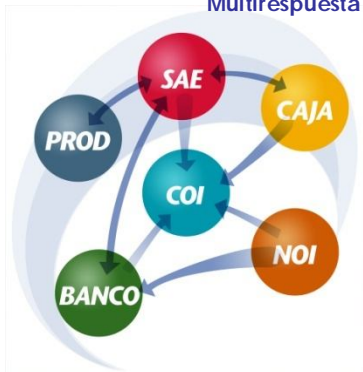 Multirespuesta
SAE
CAJA
PROD
COI
NOI
BANCO